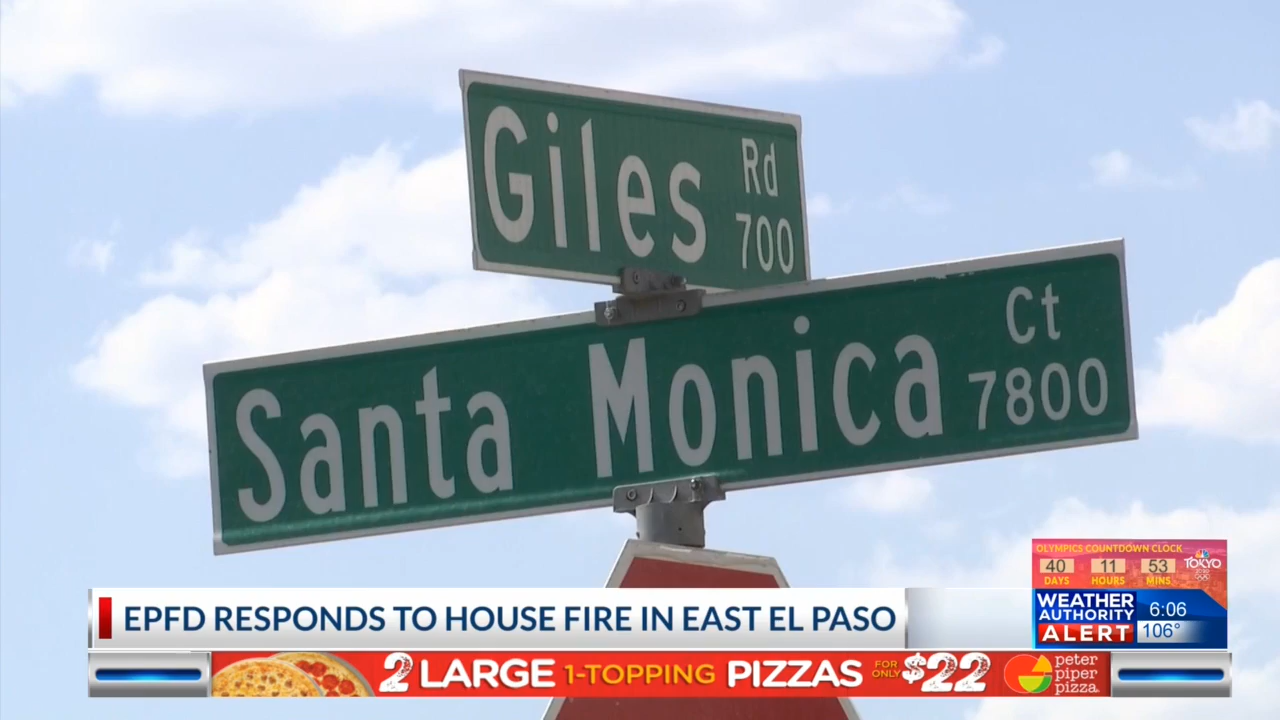 Giles Rd 700
Santa Monica Ct 7800
OLYMPICS COUNTDOWN CLOCK
40 11 53
DAYS HOURS MINS
TOKYO
2020
WEATHER
AUTHORITY
ALERT
6:06
106°
EPFD RESPONDS TO HOUSE FIRE IN EAST EL PASO
2 LARGE 1-TOPPING PIZZAS FOR ONLY $22
peter
piper
pizza